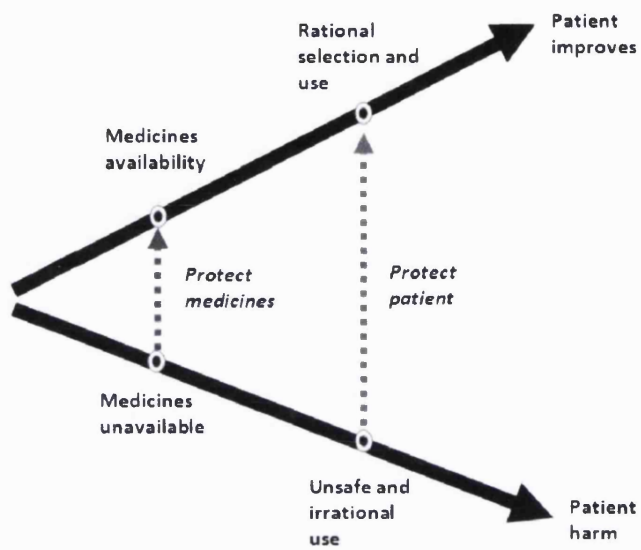 Patient
improves
Rational
selection and
use
Medicines
availability
Protect
medicines
Protect
patient
Medicines
unavailable
Unsafe and
irrational
use
Patient
harm